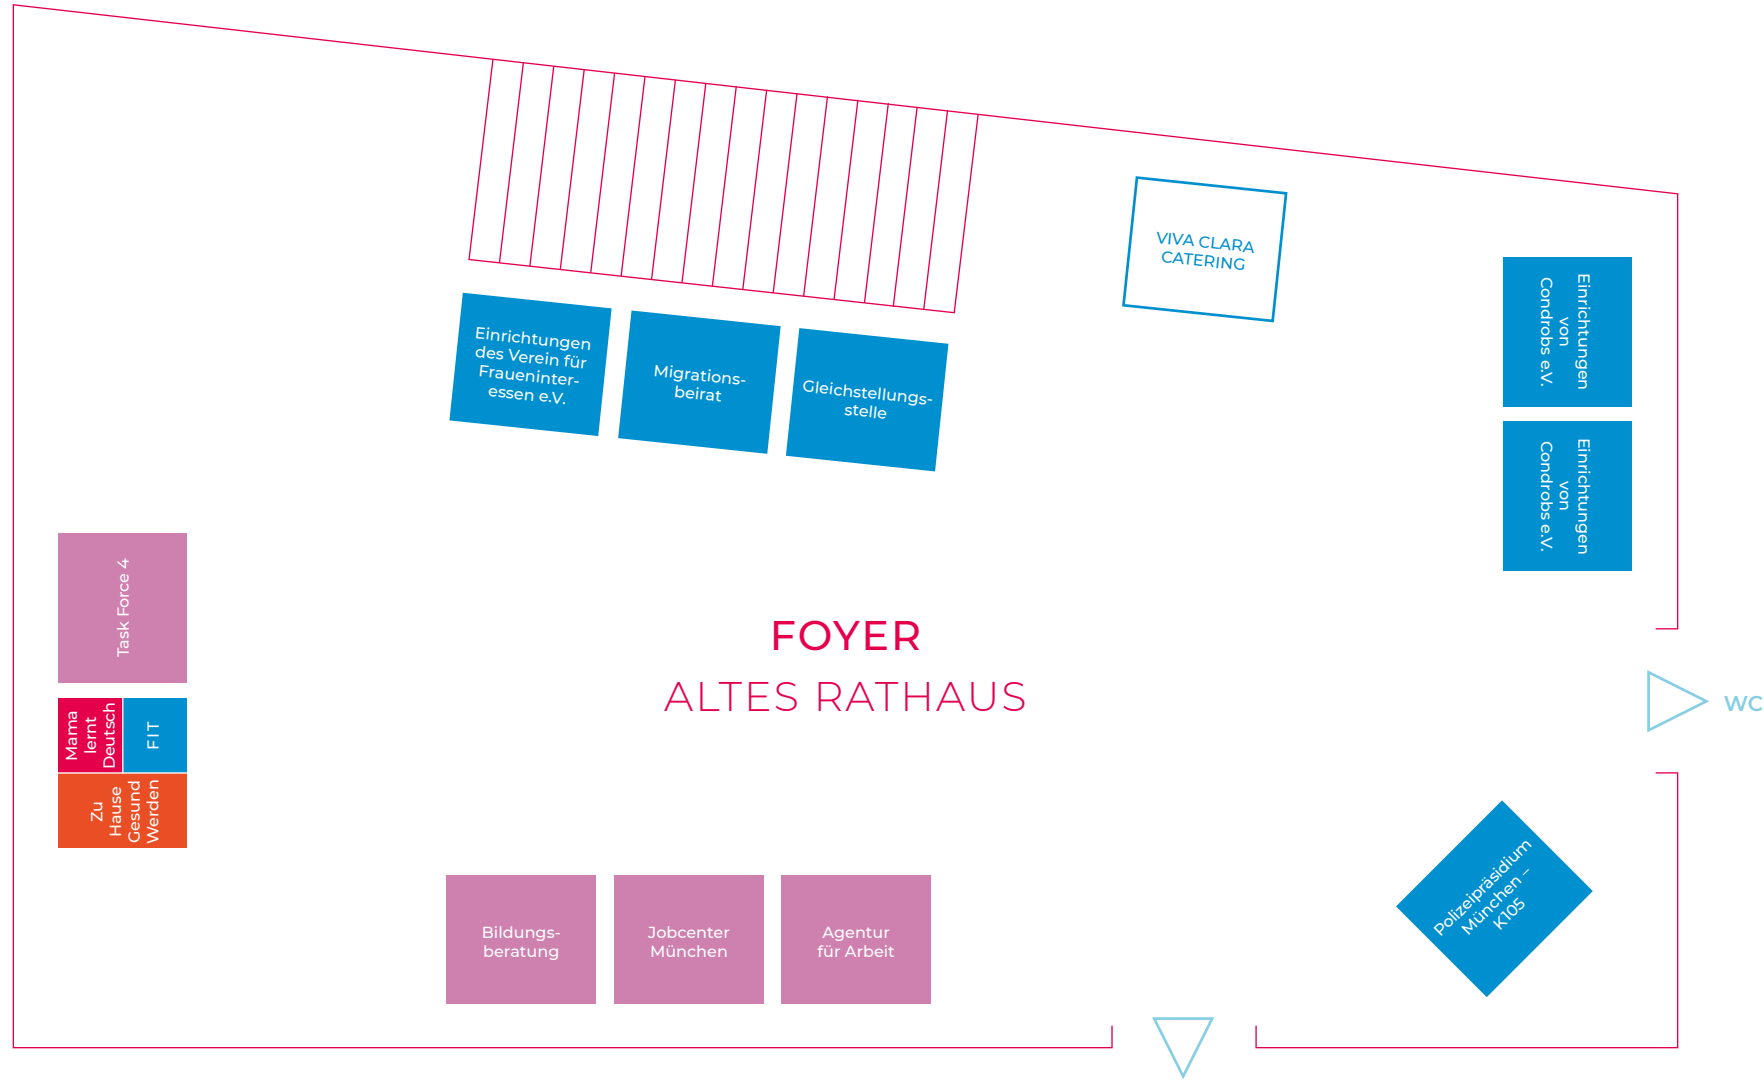 VIVA CLARA
CATERING
Einrichtungen
des Verein für
Fraueninter-
essen e.V.
Migrations-
beirat
Gleichstellungs-
stelle
Einrichtungen
von
Condrobs e.V.
Einrichtungen
von
Condrobs e.V.
Task Force 4
FOYER
ALTES RATHAUS
WC
Mama
lernt
Deutsch
FIT
Zu
Hause
Gesund
Werden
Bildungs-
beratung
Jobcenter
München
Agentur
für Arbeit
Polizeipräsidium
München –
K105